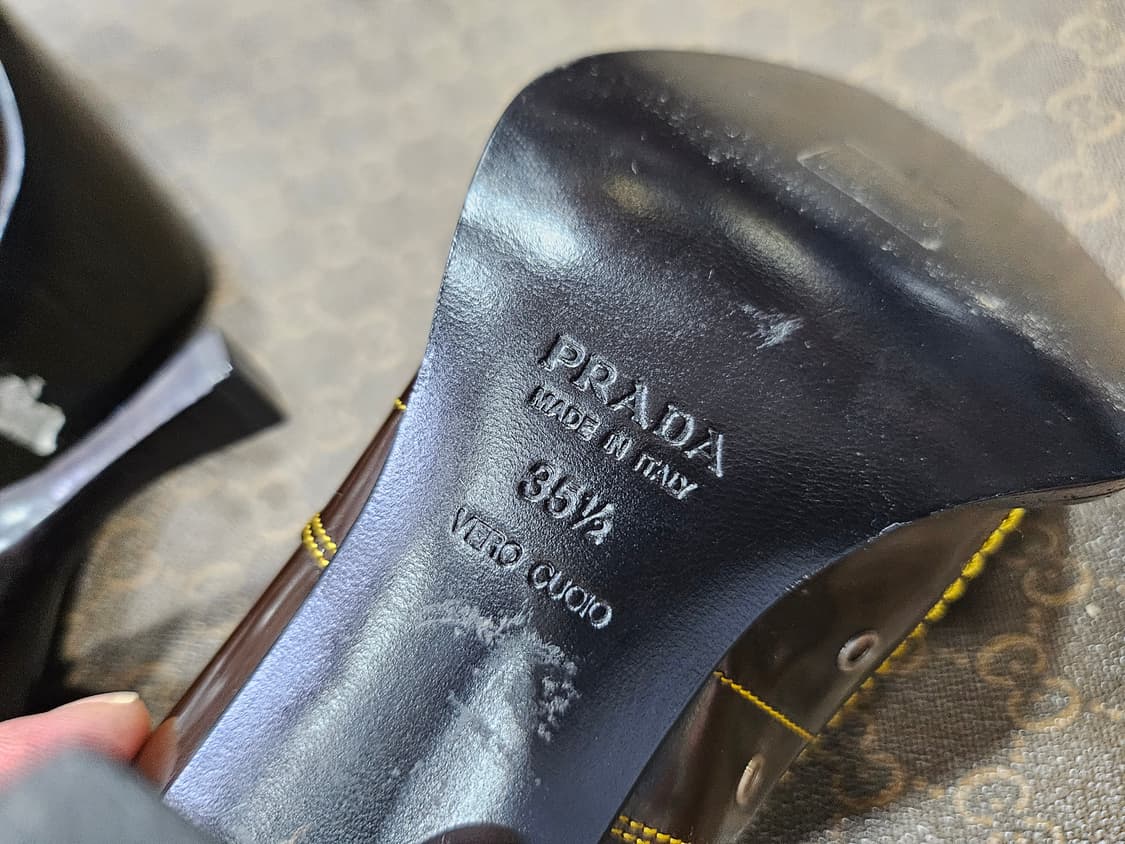 PRADA
MADE IN ITALY
35½
VERO CUOIO